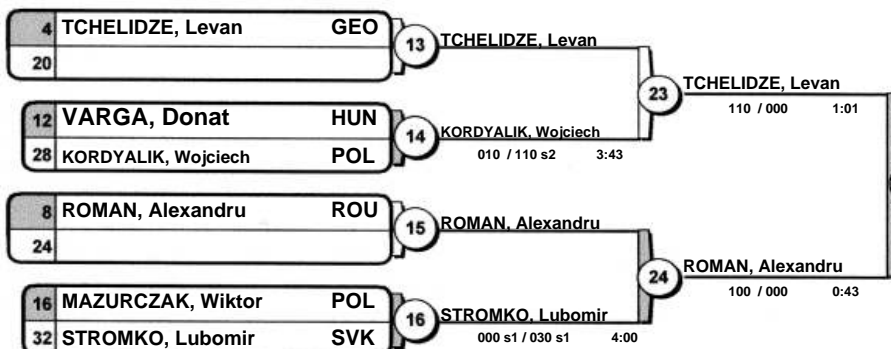 4 TCHELIDZE, Levan GEO
20
13 TCHELIDZE, Levan
12 VARGA, Donat HUN
28 KORDYALIK, Wojciech POL
14 KORDYALIK, Wojciech
010 / 110 s2 3:43
23 TCHELIDZE, Levan
110 / 000 1:01
8 ROMAN, Alexandru ROU
24
15 ROMAN, Alexandru
16 MAZURCZAK, Wiktor POL
32 STROMKO, Lubomir SVK
16 STROMKO, Lubomir
000 s1 / 030 s1 4:00
24 ROMAN, Alexandru
100 / 000 0:43